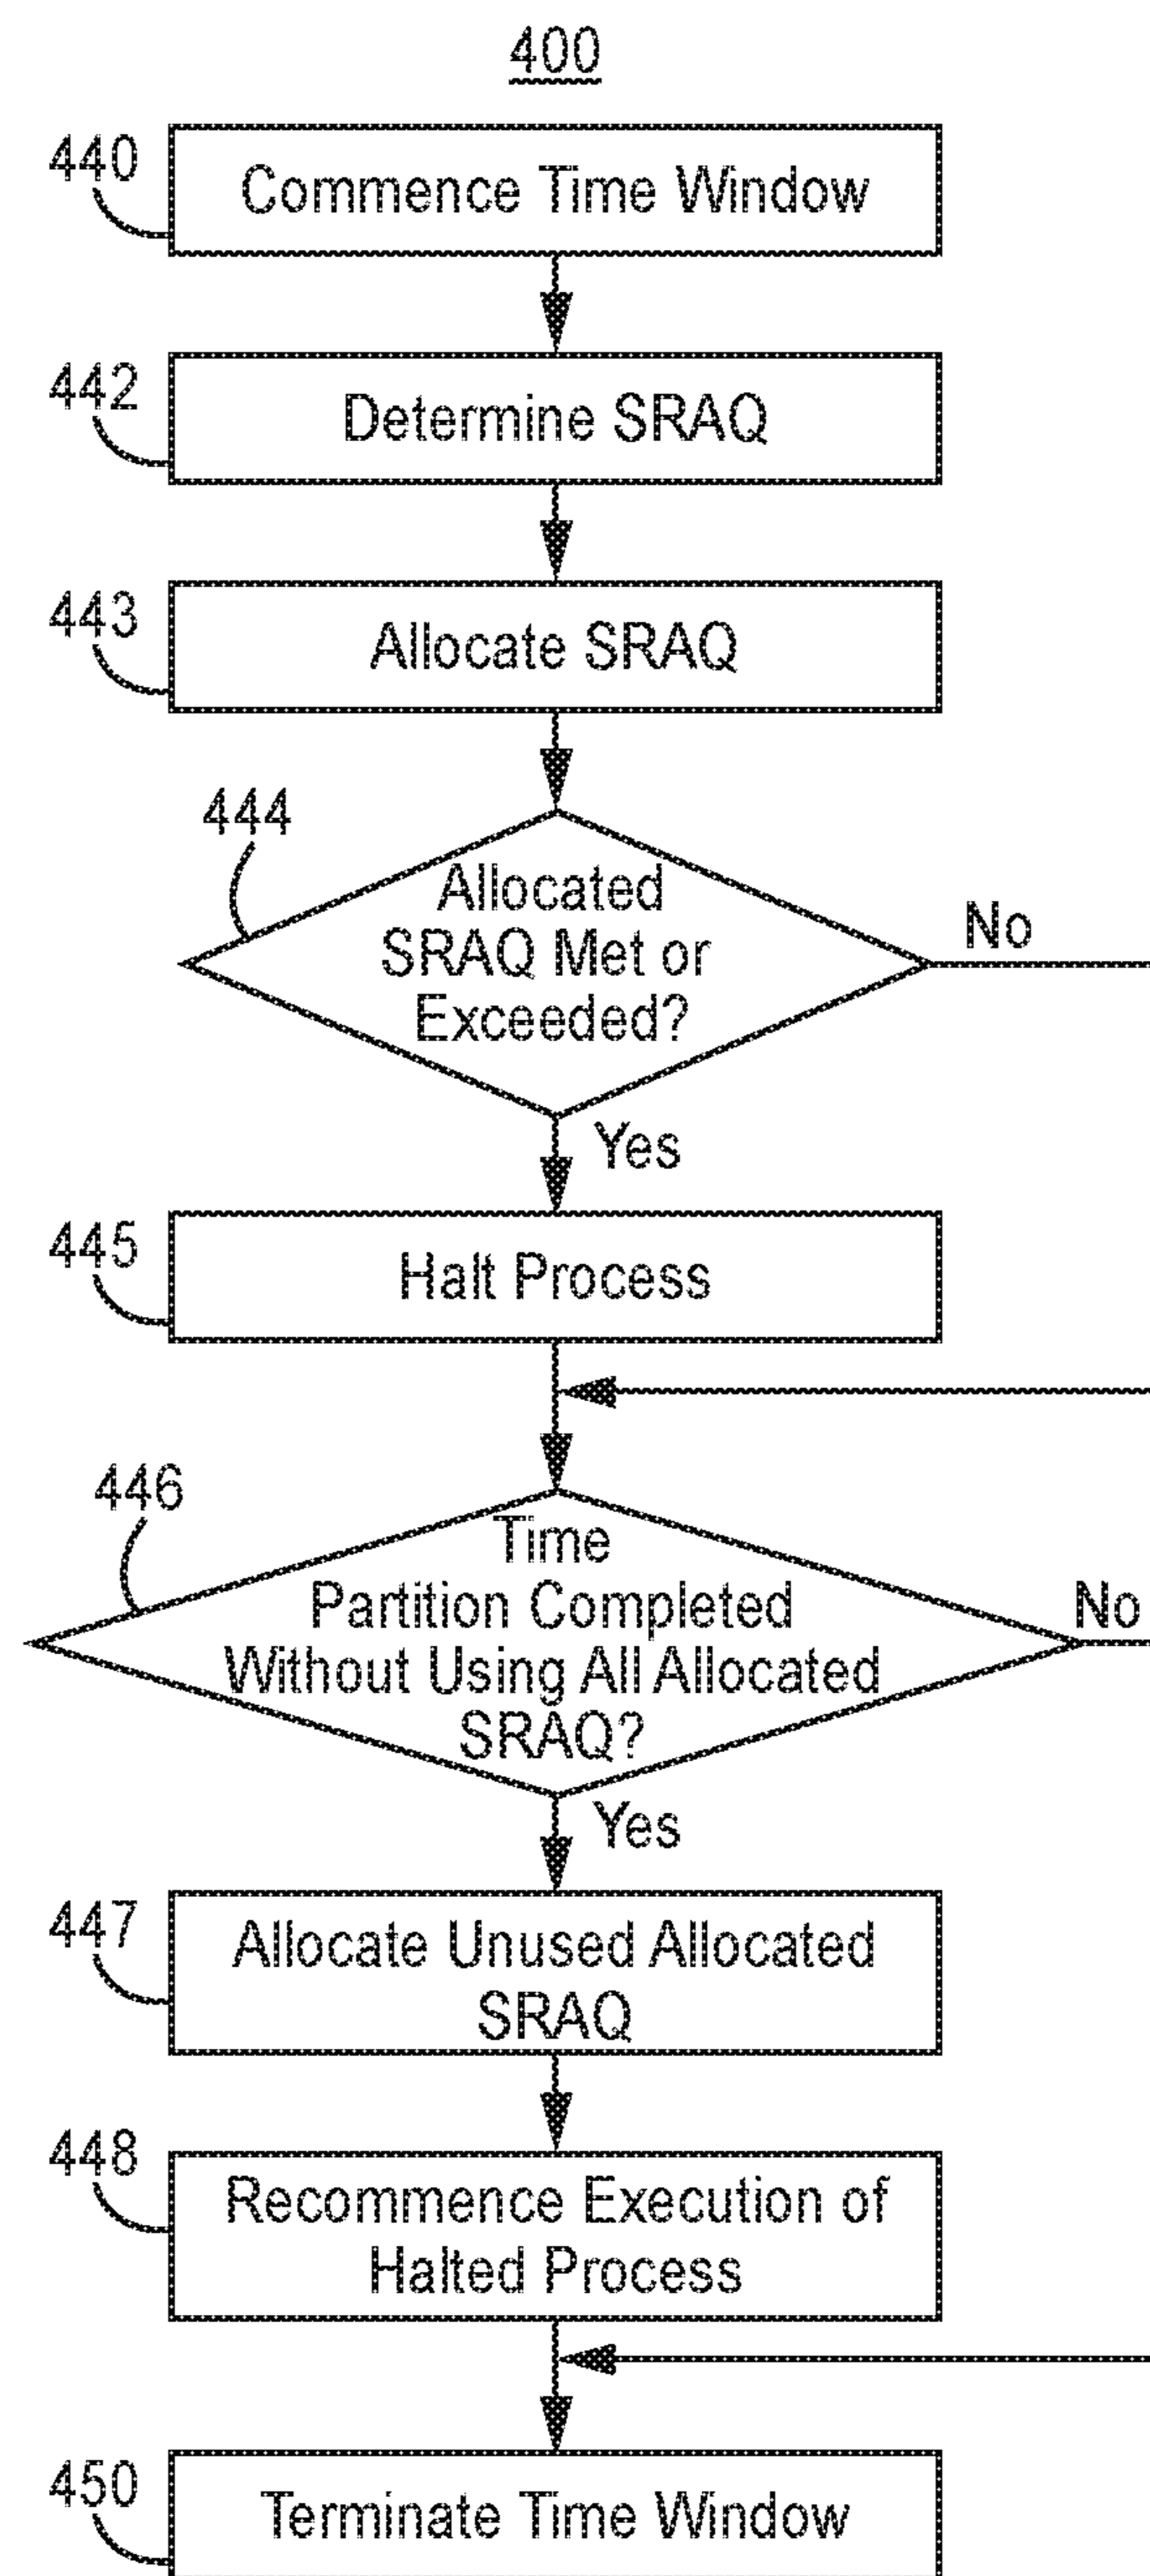 400
440
Commence Time Window
442
Determine SRAQ
443
Allocate SRAQ
444
Allocated
SRAQ Met or
Exceeded?
No
Yes
445
Halt Process
446
Time
Partition Completed
Without Using All Allocated
SRAQ?
No
Yes
447
Allocate Unused Allocated
SRAQ
448
Recommence Execution of
Halted Process
450
Terminate Time Window